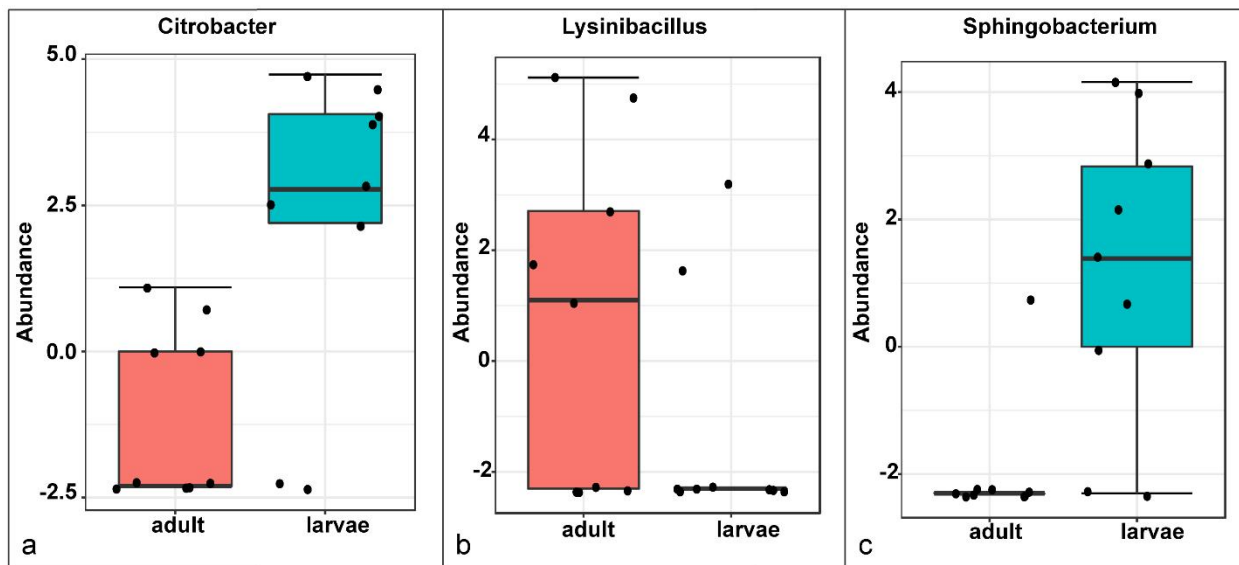 Citrobacter
Abundance
5.0
2.5
0.0
-2.5
adult larvae
a
Lysinibacillus
Abundance
4
2
0
-2
adult larvae
b
Sphingobacterium
Abundance
4
2
0
-2
adult larvae
c